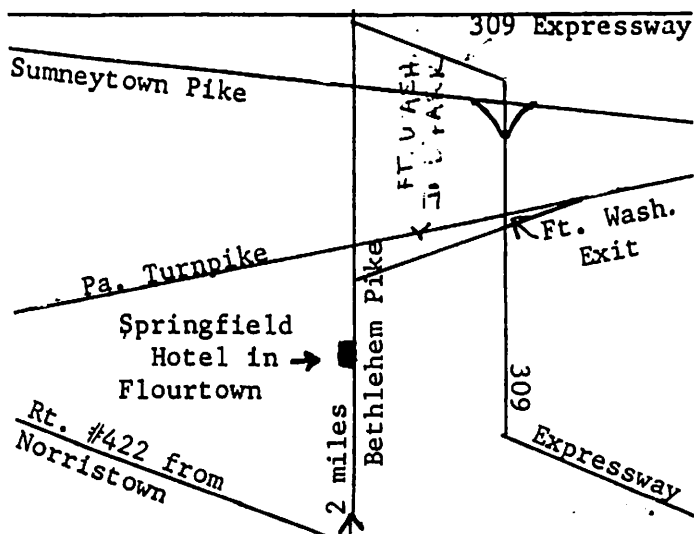 309 Expressway
Sumneytown Pike
FT.
Ft. Wash.
Exit
Pa. Turnpike
Bethlehem Pike
Springfield
Hotel in
Flourtown
309
2 miles
Rt. #422 from
Norristown
Expressway